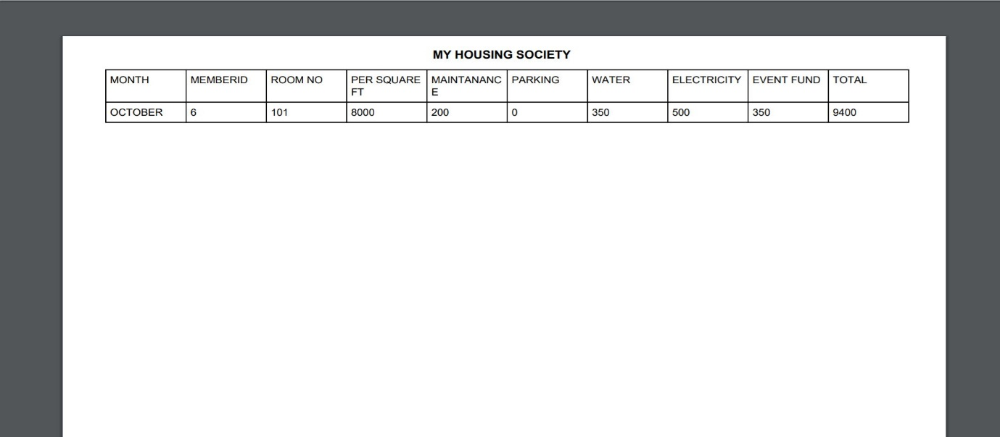 MY HOUSING SOCIETY
MONTH MEMBERID ROOM NO PER SQUARE MAINTANANC PARKING WATER ELECTRICITY EVENT FUND TOTAL
FT E
OCTOBER 6 101 8000 200 0 350 500 350 9400